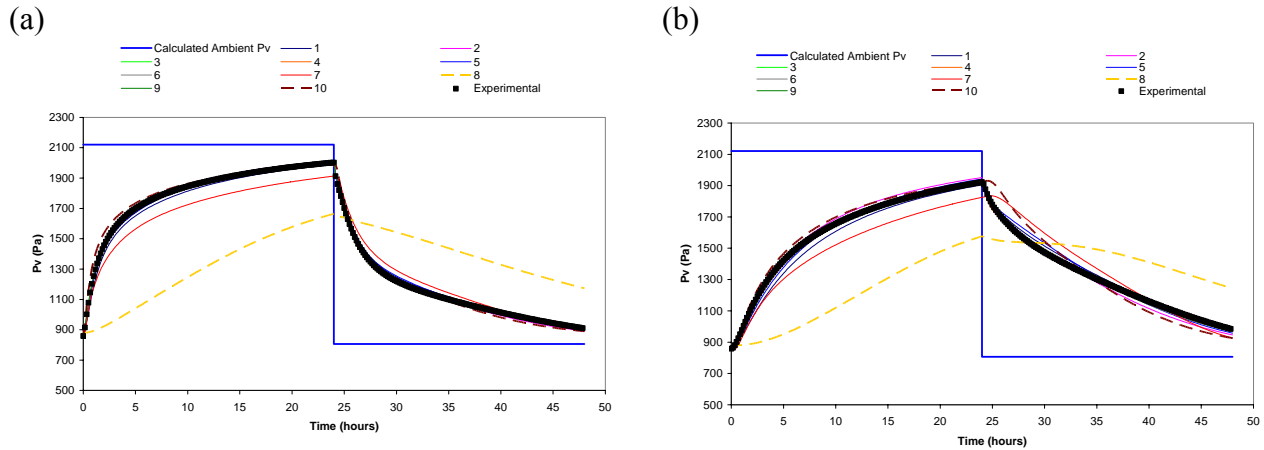 (a)
Calculated Ambient Pv 1 2
3 4 5
6 7 8
9 10 Experimental
2300
2100
1900
1700
1500
1300
1100
900
700
500
Pv (Pa)
0 5 10 15 20 25 30 35 40 45 50
Time (hours)
(b)
Calculated Ambient Pv 1 2
3 4 5
6 7 8
9 10 Experimental
2300
2100
1900
1700
1500
1300
1100
900
700
500
Pv (Pa)
0 5 10 15 20 25 30 35 40 45 50
Time (hours)